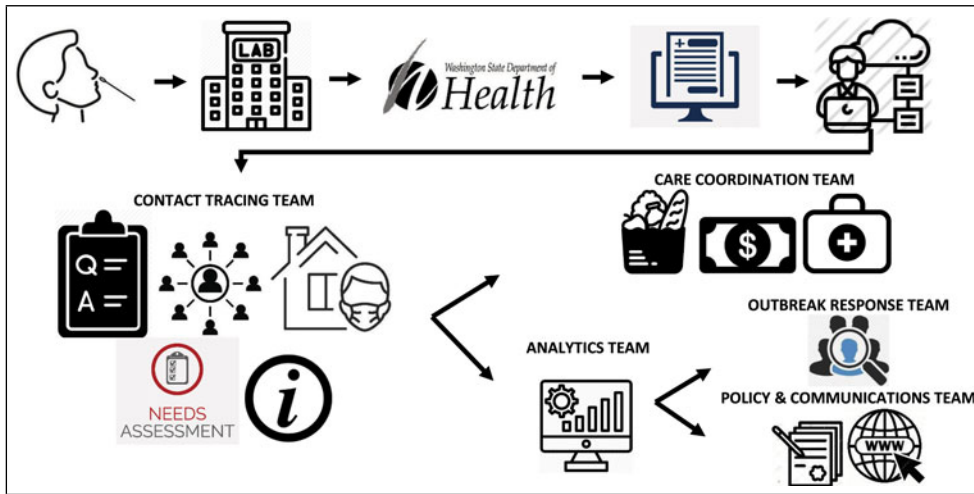 LAB
Washington State Department of
Health
CONTACT TRACING TEAM
CARE COORDINATION TEAM
Q
A
$
OUTBREAK RESPONSE TEAM
ANALYTICS TEAM
NEEDS
ASSESSMENT
i
POLICY & COMMUNICATIONS TEAM
WWW